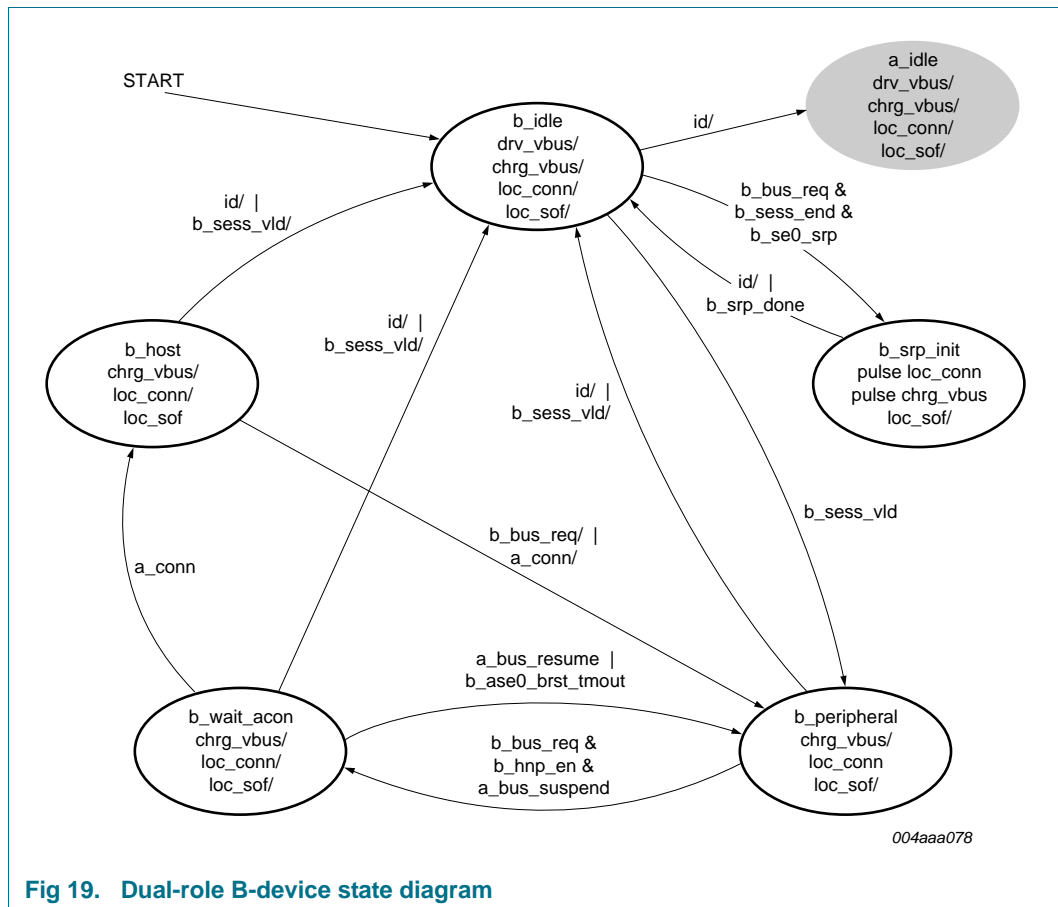 START
b_idle
drv_vbus/
chrg_vbus/
loc_conn/
loc_sof/
id/
a_idle
drv_vbus/
chrg_vbus/
loc_conn/
loc_sof/
b_bus_req &
b_sess_end &
b_se0_srp
id/ |
b_sess_vld/
id/ |
b_srp_done
id/ |
b_sess_vld/
b_host
chrg_vbus/
loc_conn/
loc_sof
b_srp_init
pulse loc_conn
pulse chrg_vbus
loc_sof/
id/ |
b_sess_vld/
b_sess_vld
b_bus_req/ |
a_conn/
a_conn
a_bus_resume |
b_ase0_brst_tmout
b_wait_acon
chrg_vbus/
loc_conn/
loc_sof/
b_bus_req &
b_hnp_en &
a_bus_suspend
b_peripheral
chrg_vbus/
loc_conn
loc_sof/
004aaa078
Fig 19. Dual-role B-device state diagram